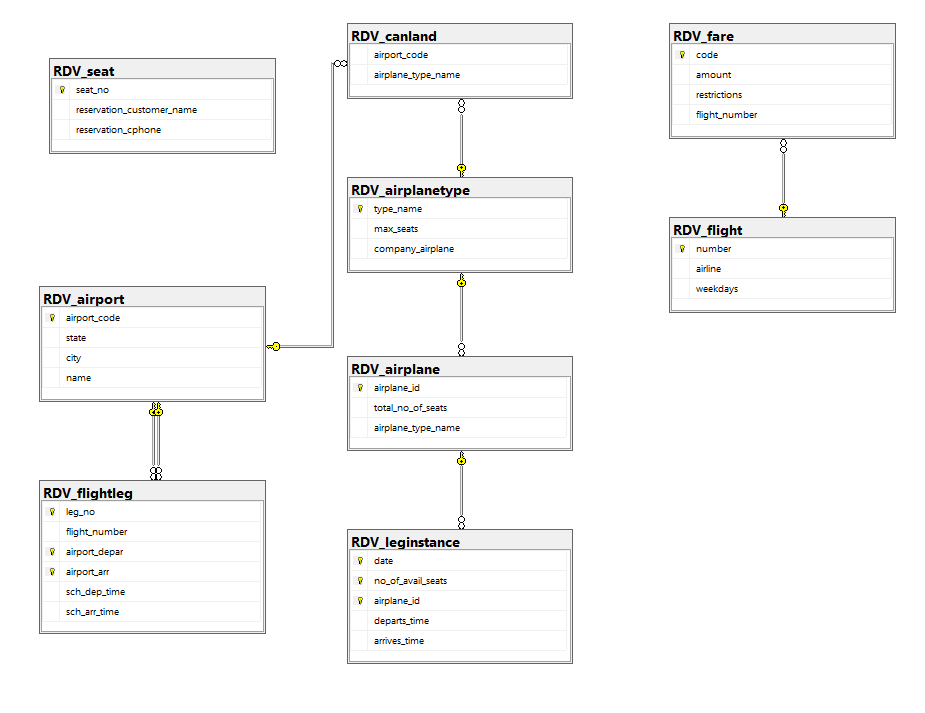 RDV_seat
seat_no
reservation_customer_name
reservation_cphone
RDV_canland
airport_code
airplane_type_name
RDV_fare
code
amount
restrictions
flight_number
RDV_airplanetype
type_name
max_seats
company_airplane
RDV_flight
number
airline
weekdays
RDV_airport
airport_code
state
city
name
RDV_airplane
airplane_id
total_no_of_seats
airplane_type_name
RDV_flightleg
leg_no
flight_number
airport_depar
airport_arr
sch_dep_time
sch_arr_time
RDV_leginstance
date
no_of_avail_seats
airplane_id
departs_time
arrives_time